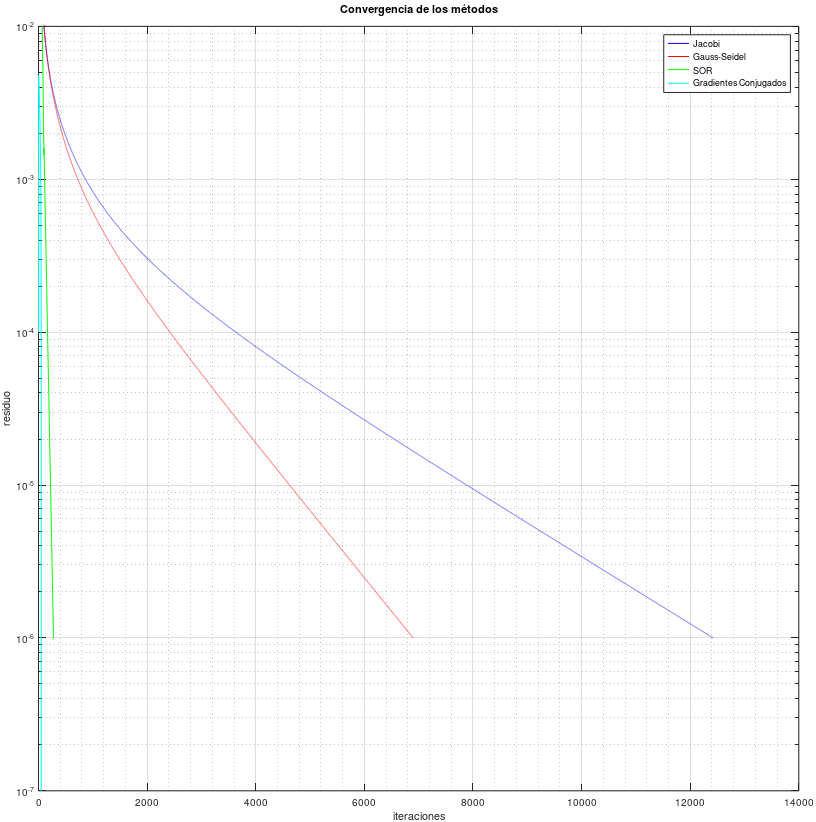 Convergencia de los métodos
Jacobi
Gauss-Seidel
SOR
Gradientes Conjugados
10-2
10-3
10-4
10-5
10-6
10-7
residuo
0 2000 4000 6000 8000 10000 12000 14000
iteraciones